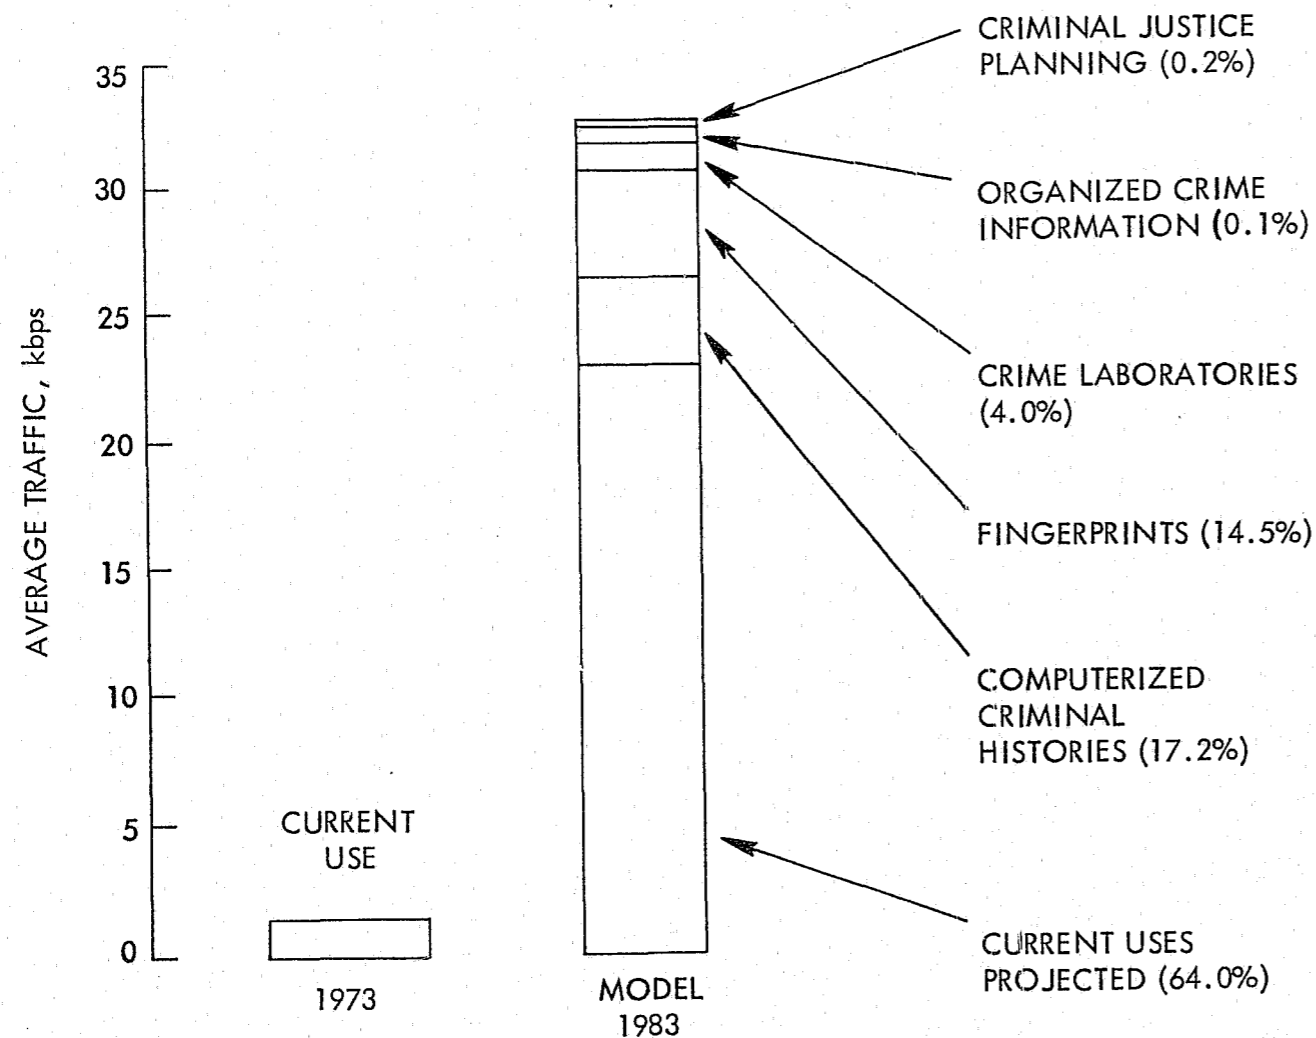 CRIMINAL JUSTICE
PLANNING (0.2%)
ORGANIZED CRIME
INFORMATION (0.1%)
CRIME LABORATORIES
(4.0%)
FINGERPRINTS (14.5%)
COMPUTERIZED
CRIMINAL
HISTORIES (17.2%)
CURRENT USES
PROJECTED (64.0%)
AVERAGE TRAFFIC, kbps
35
30
25
20
15
10
5
0
CURRENT
USE
1973
MODEL
1983